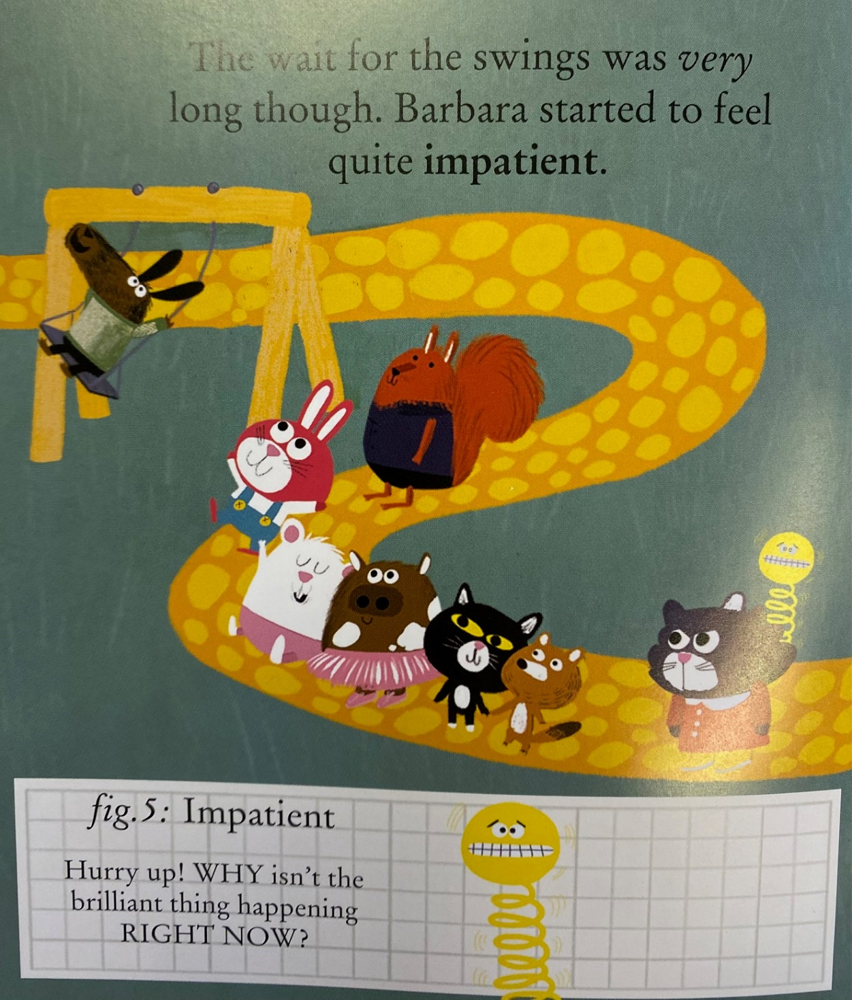 The wait for the swings was very
long though. Barbara started to feel
quite impatient.
fig.5: Impatient
Hurry up! WHY isn't the
brilliant thing happening
RIGHT NOW?